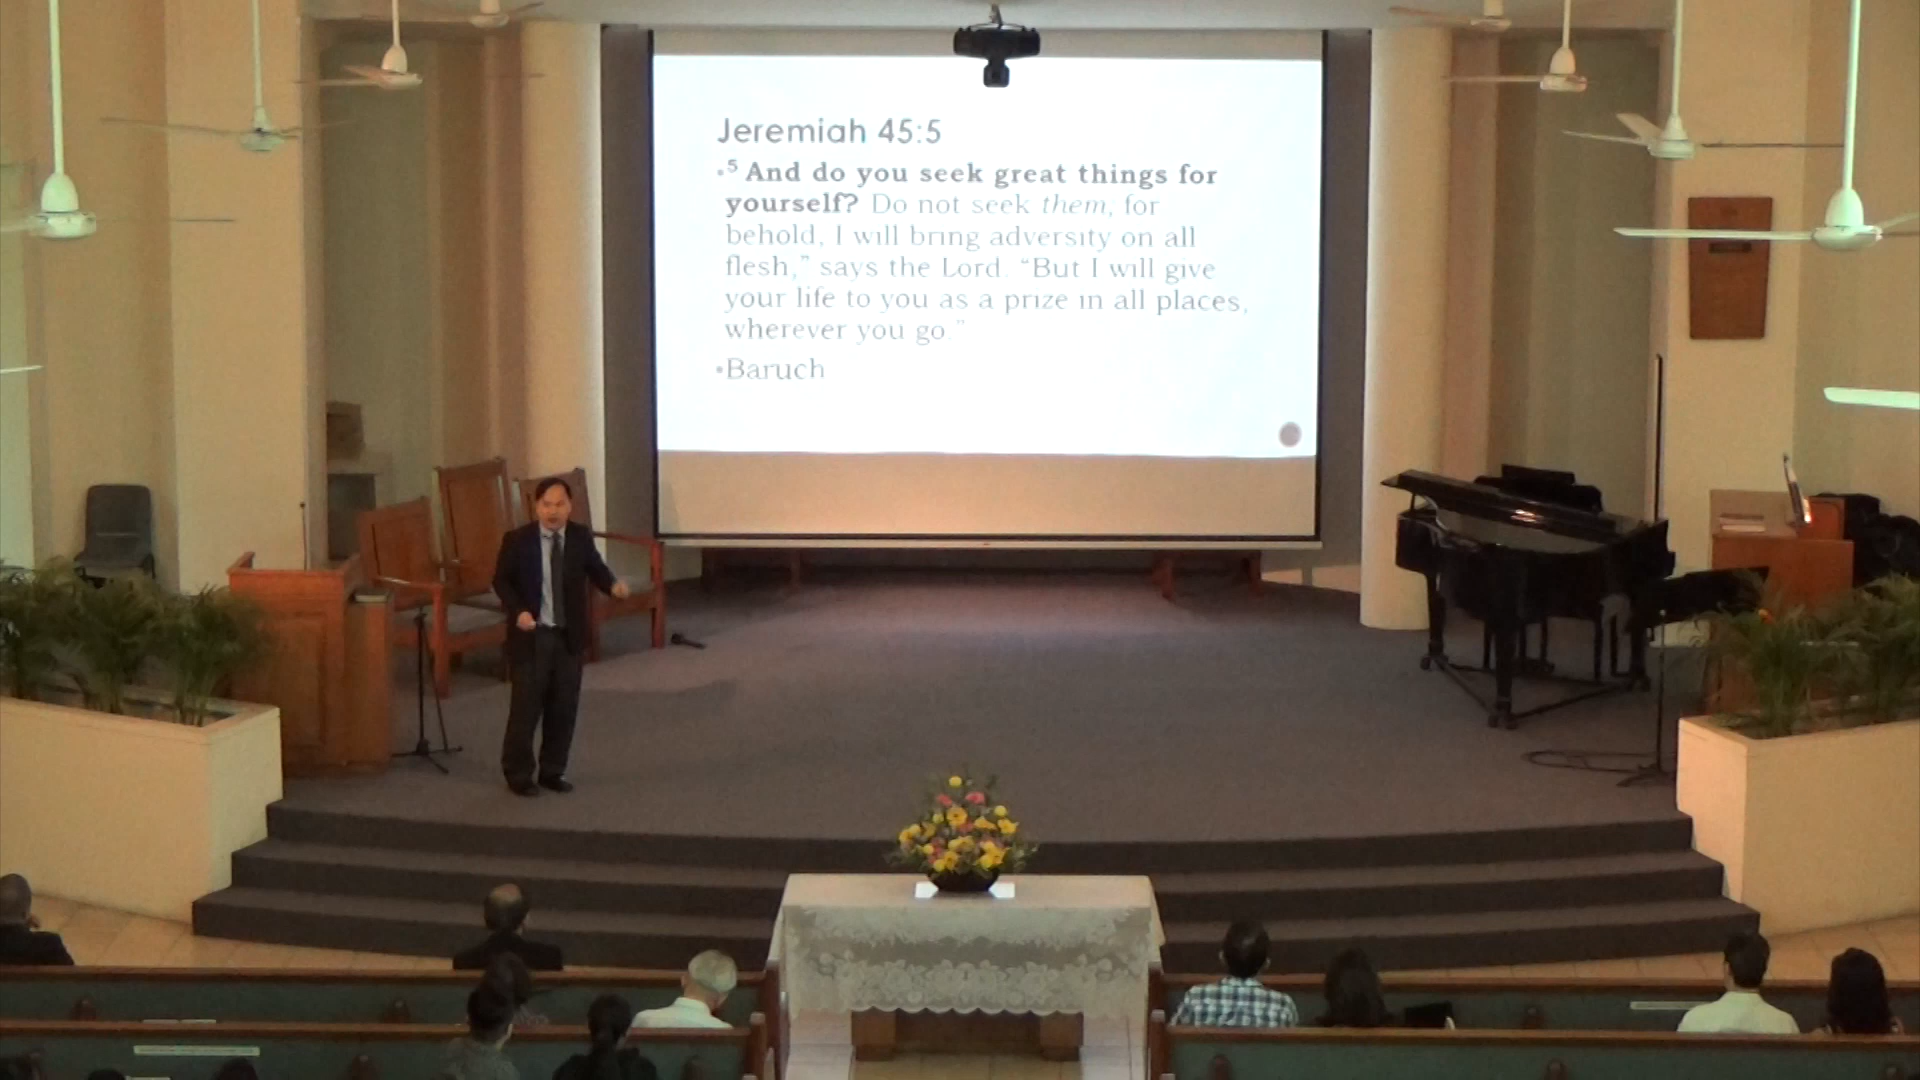 Jeremiah 45:5
•⁵ And do you seek great things for
yourself? Do not seek them; for
behold, I will bring adversity on all
flesh,” says the Lord. “But I will give
your life to you as a prize in all places,
wherever you go.”
•Baruch